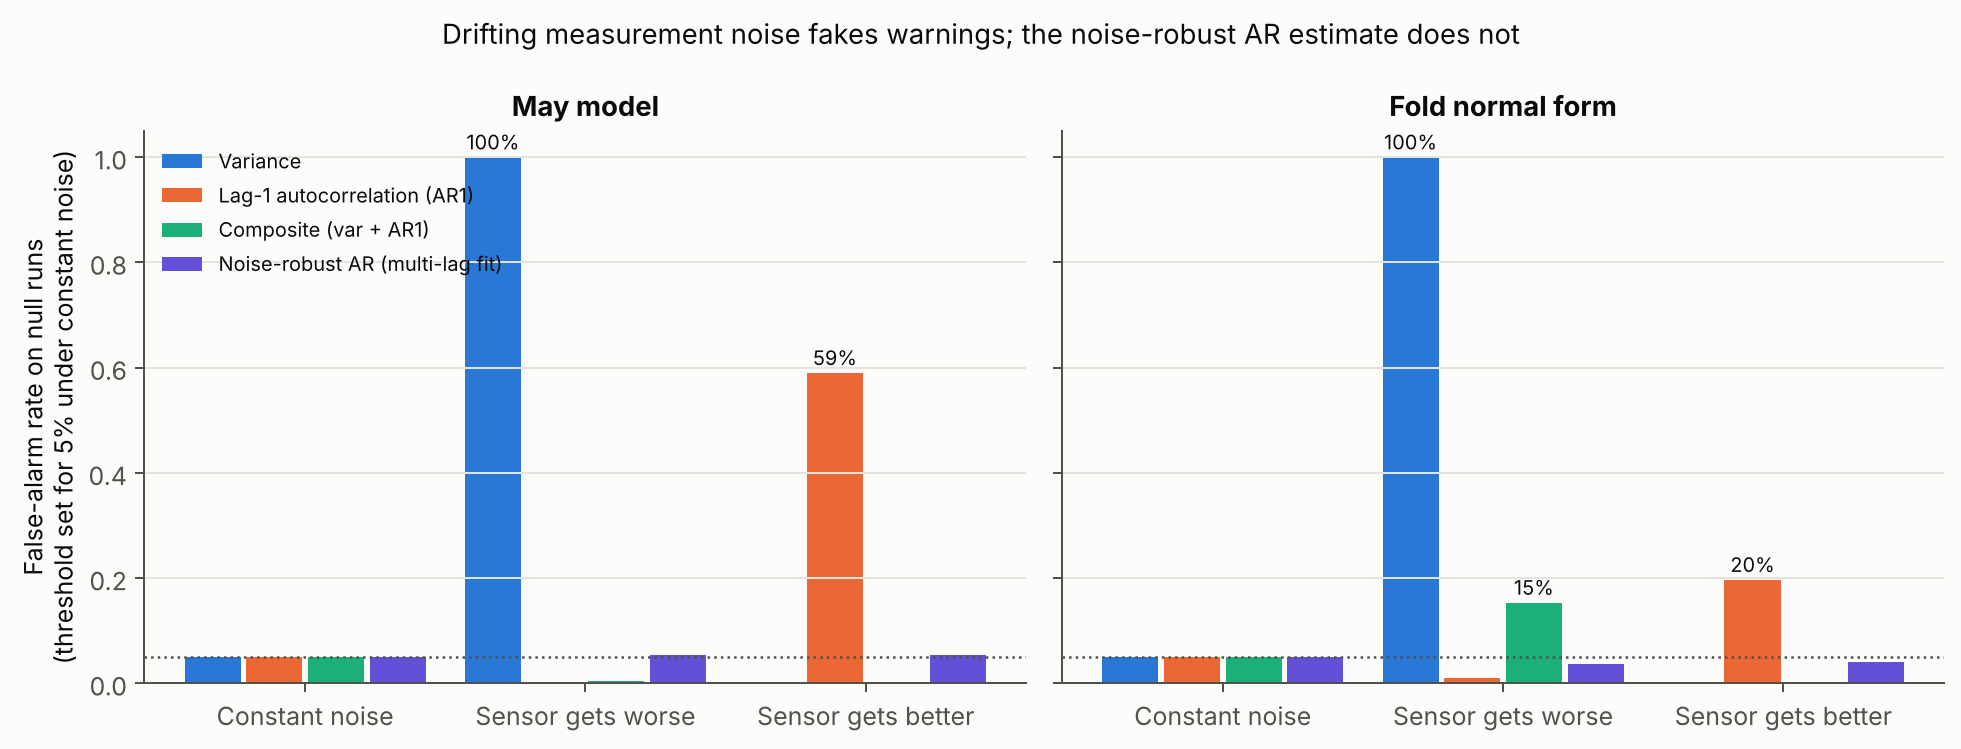 Drifting measurement noise fakes warnings; the noise-robust AR estimate does not
May model
Fold normal form
False-alarm rate on null runs
(threshold set for 5% under constant noise)
1.0
0.8
0.6
0.4
0.2
0.0
Variance
Lag-1 autocorrelation (AR1)
Composite (var + AR1)
Noise-robust AR (multi-lag fit)
100%
59%
100%
15%
20%
Constant noise
Sensor gets worse
Sensor gets better
Constant noise
Sensor gets worse
Sensor gets better